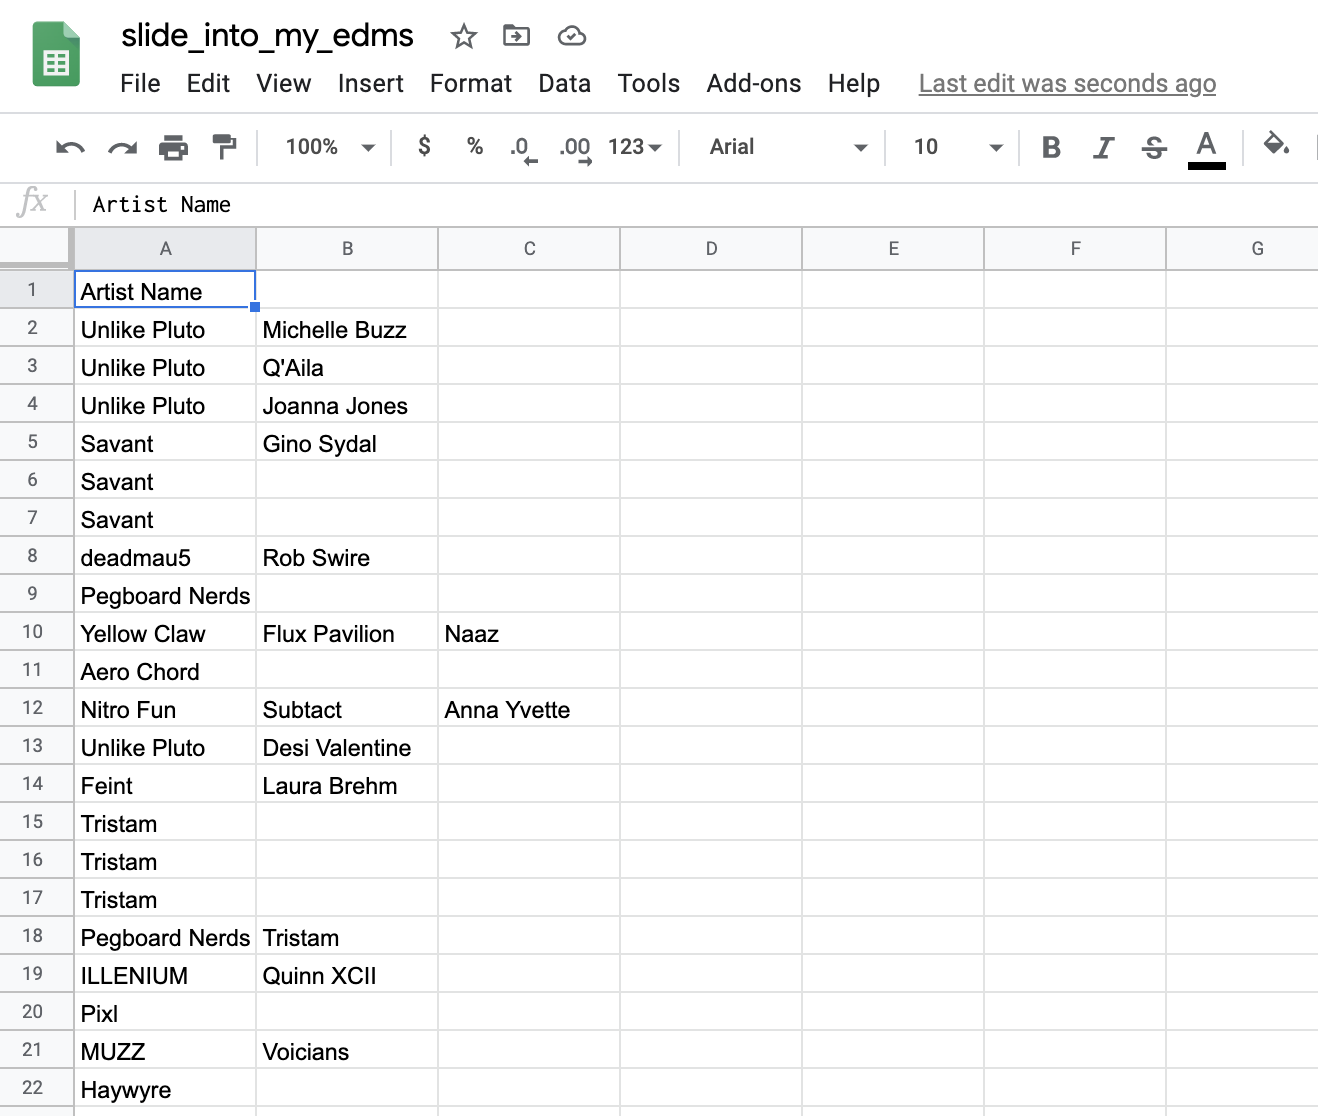 slide_into_my_edms
File Edit View Insert Format Data Tools Add-ons Help Last edit was seconds ago
100% $ % .0 .00 123 Arial 10 B I S A
fx Artist Name
A B C D E F G
1 Artist Name
2 Unlike Pluto Michelle Buzz
3 Unlike Pluto Q'Aila
4 Unlike Pluto Joanna Jones
5 Savant Gino Sydal
6 Savant
7 Savant
8 deadmau5 Rob Swire
9 Pegboard Nerds
10 Yellow Claw Flux Pavilion Naaz
11 Aero Chord
12 Nitro Fun Subtact Anna Yvette
13 Unlike Pluto Desi Valentine
14 Feint Laura Brehm
15 Tristam
16 Tristam
17 Tristam
18 Pegboard Nerds Tristam
19 ILLENIUM Quinn XCII
20 Pixl
21 MUZZ Voicians
22 Haywyre